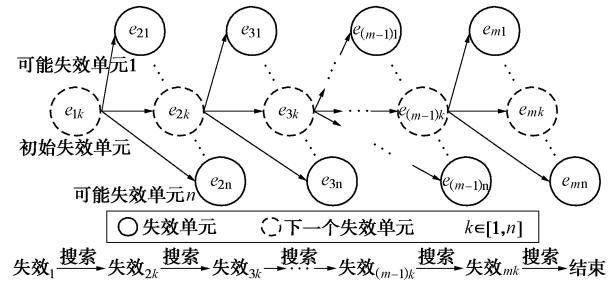 e21 e31 e(m−1)1 em1
可能失效单元1
e1k e2k e3k ··· e(m−1)k emk
初始失效单元
可能失效单元n e2n e3n e(m−1)n emn
失效单元 下一个失效单元 k∈[1,n]
搜索 搜索 搜索 搜索 搜索 搜索
失效1 失效2k 失效3k ······ 失效(m−1)k 失效mk 结束